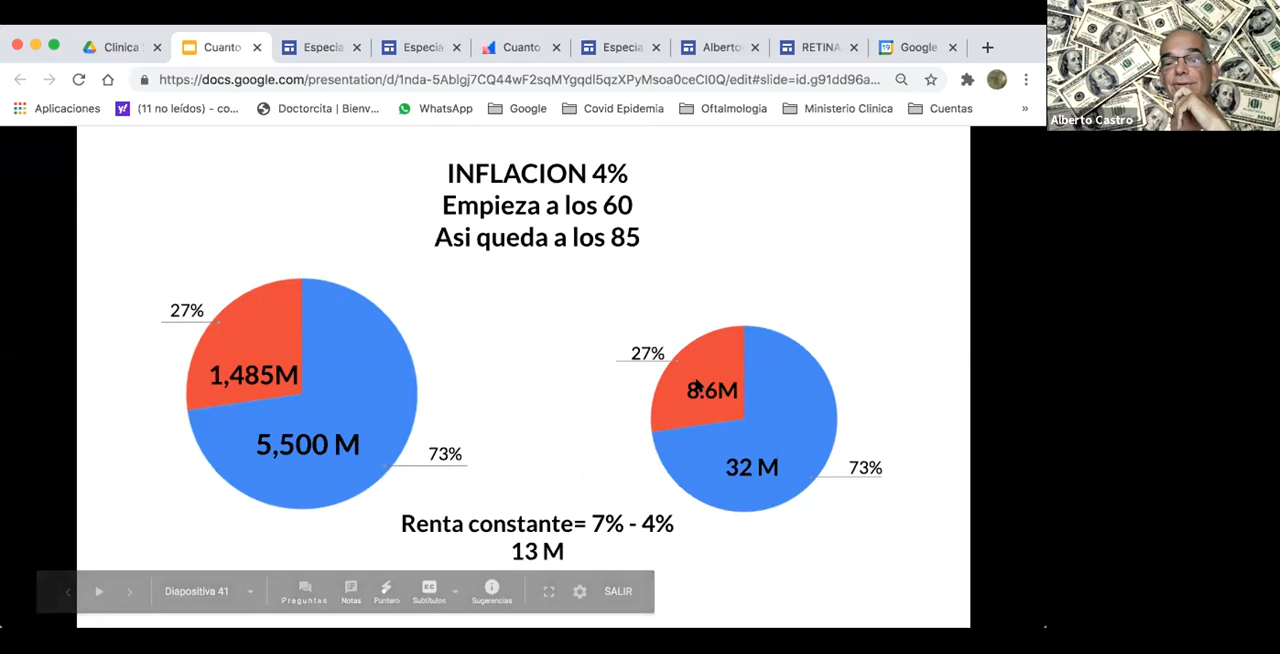 Clinica
Cuanto
Especia
Especia
Cuanto
Especia
Alberto
RETINA
Google
https://docs.google.com/presentation/d/1nda-5Ablgj7CQ44wF2sqMYgqdl5qzXPyMsoa0ceCl0Q/edit#slide=id.g91dd96a...
Aplicaciones
(11 no leídos) - co...
Doctorcita | Bienv...
WhatsApp
Google
Covid Epidemia
Oftalmologia
Ministerio Clinica
Cuentas
»
Alberto Castro
INFLACION 4%
Empieza a los 60
Asi queda a los 85
27%
1,485M
5,500 M
73%
27%
8.6M
32 M
73%
Renta constante= 7% - 4%
13 M
Diapositiva 41
Preguntas
Notas
Puntero
Subtítulos
Sugerencias
SALIR